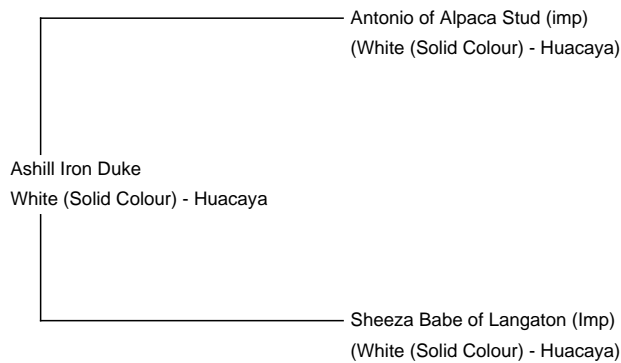 Antonio of Alpaca Stud (imp)
(White (Solid Colour) - Huacaya)
Ashill Iron Duke
White (Solid Colour) - Huacaya
Sheeza Babe of Langaton (Imp)
(White (Solid Colour) - Huacaya)